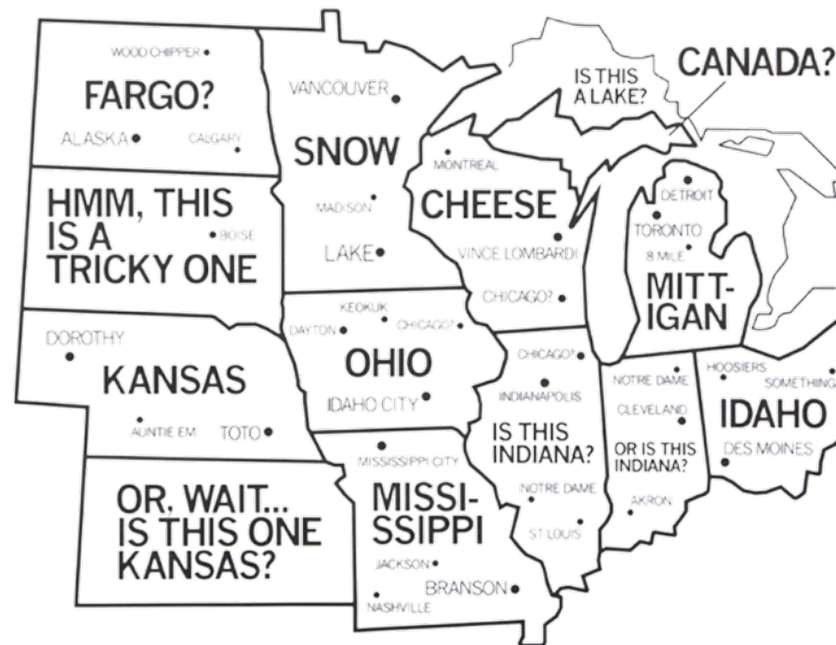 WOOD CHIPPER
FARGO?
ALASKA
CALGARY
HMM, THIS
IS A
BOISE
TRICKY ONE
DOROTHY
KANSAS
AUNTIE EM
TOTO
OR, WAIT...
IS THIS ONE
KANSAS?
VANCOUVER
SNOW
MADISON
LAKE
KEOKUK
DAYTON
CHICAGO?
OHIO
IDAHO CITY
MISSISSIPPI CITY
MISSI-
SSIPPI
JACKSON
BRANSON
NASHVILLE
MONTREAL
CHEESE
VINCE LOMBARDI
CHICAGO?
CHICAGO?
INDIANAPOLIS
IS THIS
INDIANA?
NOTRE DAME
ST LOUIS
IS THIS
A LAKE?
CANADA?
DETROIT
TORONTO
8 MILE
MITT-
IGAN
NOTRE DAME
CLEVELAND
OR IS THIS
INDIANA?
AKRON
HOOSIERS
SOMETHING
IDAHO
DES MOINES